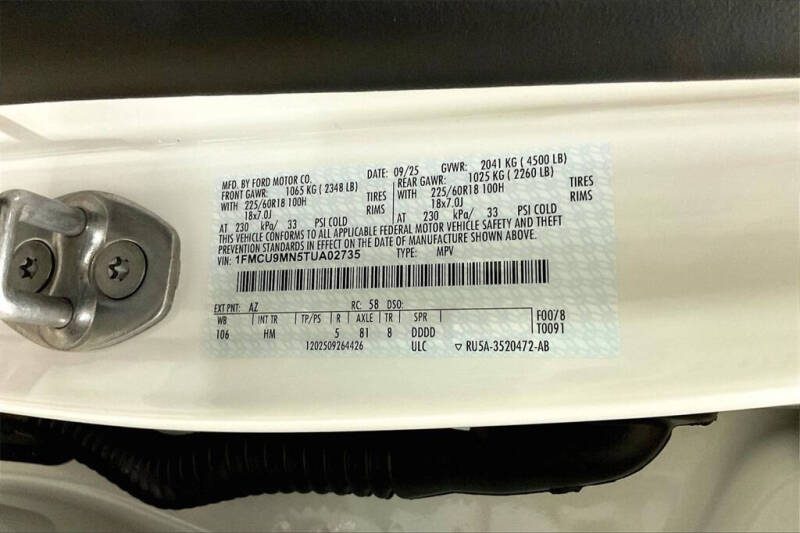 MFD. BY FORD MOTOR CO. DATE: 09/25 GVWR: 2041 KG ( 4500 LB)
FRONT GAWR: 1065 KG ( 2348 LB) REAR GAWR: 1025 KG ( 2260 LB)
WITH 225/60R18 100H TIRES WITH 225/60R18 100H TIRES
18x7.0J RIMS 18x7.0J RIMS
AT 230 kPa/ 33 PSI COLD AT 230 kPa/ 33 PSI COLD
THIS VEHICLE CONFORMS TO ALL APPLICABLE FEDERAL MOTOR VEHICLE SAFETY AND THEFT
PREVENTION STANDARDS IN EFFECT ON THE DATE OF MANUFACTURE SHOWN ABOVE.
VIN: 1FMCU9MN5TUA02735 TYPE: MPV
EXT PNT: AZ RC: 58 DSO: F0078
WB INT TR TP/PS R AXLE TR SPR T0091
106 HM 5 81 8 DDDD
1202509264426 ULC ▽ RU5A-3520472-AB